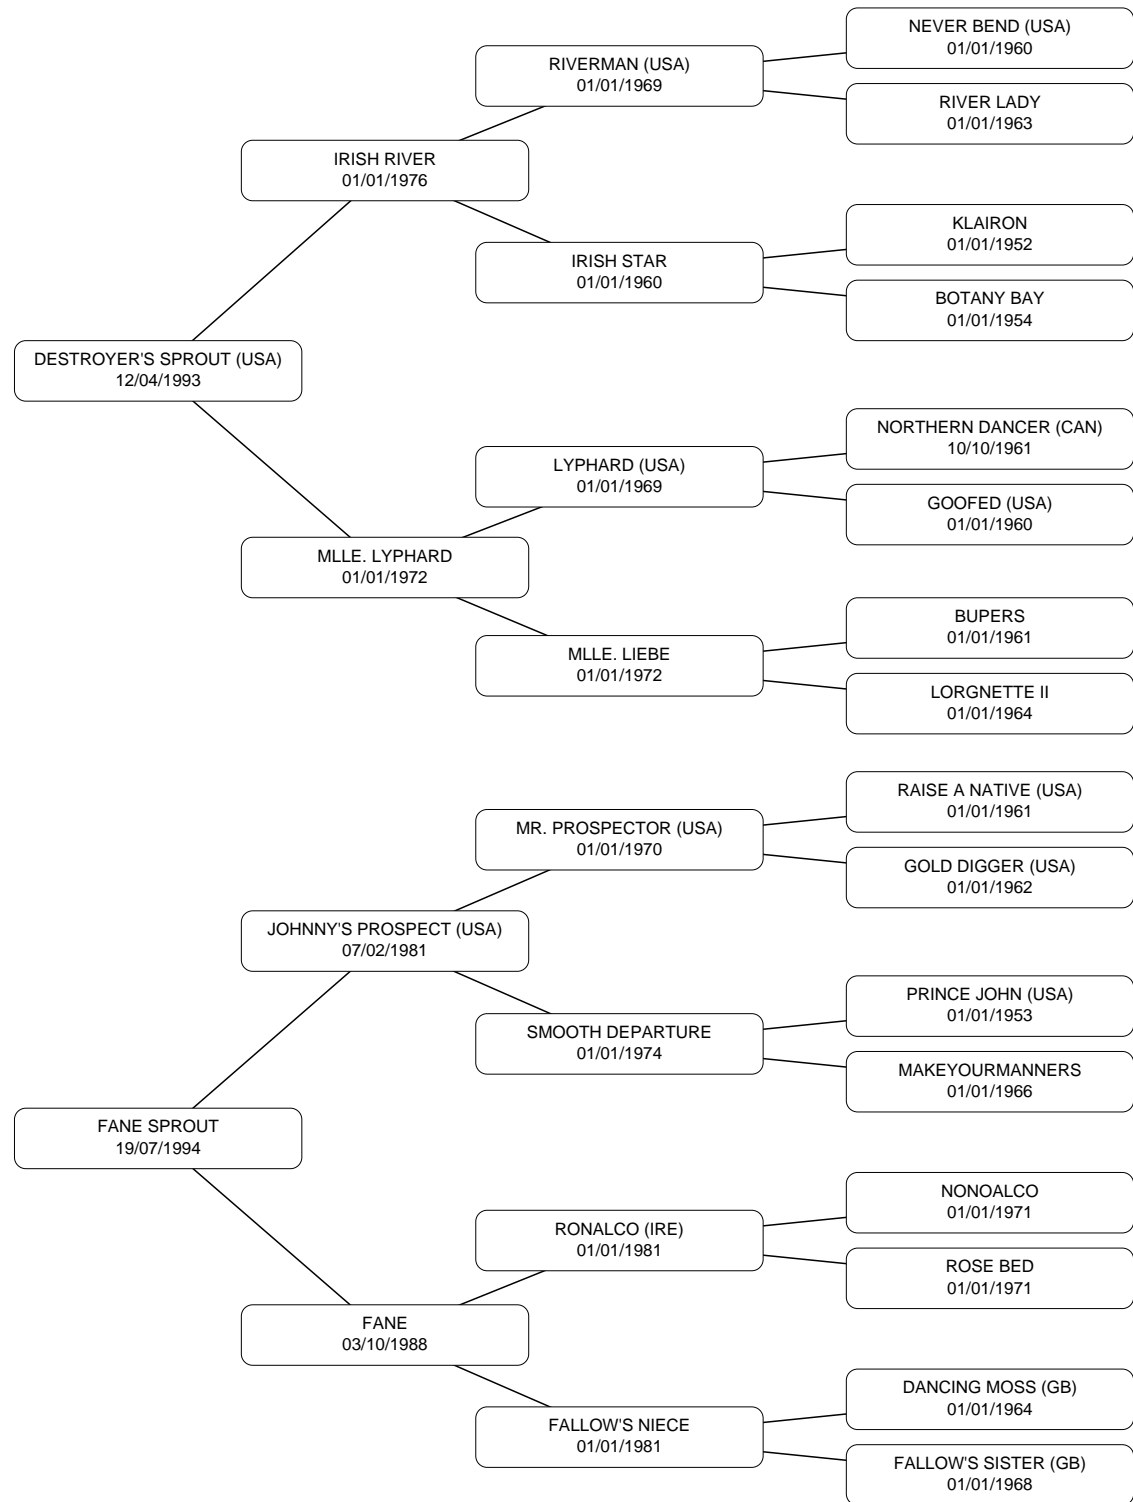 NEVER BEND (USA)
01/01/1960
RIVERMAN (USA)
01/01/1969
RIVER LADY
01/01/1963
IRISH RIVER
01/01/1976
KLAIRON
01/01/1952
IRISH STAR
01/01/1960
BOTANY BAY
01/01/1954
DESTROYER'S SPROUT (USA)
12/04/1993
NORTHERN DANCER (CAN)
10/10/1961
LYPHARD (USA)
01/01/1969
GOOFED (USA)
01/01/1960
MLLE. LYPHARD
01/01/1972
BUPERS
01/01/1961
MLLE. LIEBE
01/01/1972
LORGNETTE II
01/01/1964
RAISE A NATIVE (USA)
01/01/1961
MR. PROSPECTOR (USA)
01/01/1970
GOLD DIGGER (USA)
01/01/1962
JOHNNY'S PROSPECT (USA)
07/02/1981
PRINCE JOHN (USA)
01/01/1953
SMOOTH DEPARTURE
01/01/1974
MAKEYOURMANNERS
01/01/1966
FANE SPROUT
19/07/1994
NONOALCO
01/01/1971
RONALCO (IRE)
01/01/1981
ROSE BED
01/01/1971
FANE
03/10/1988
DANCING MOSS (GB)
01/01/1964
FALLOW'S NIECE
01/01/1981
FALLOW'S SISTER (GB)
01/01/1968